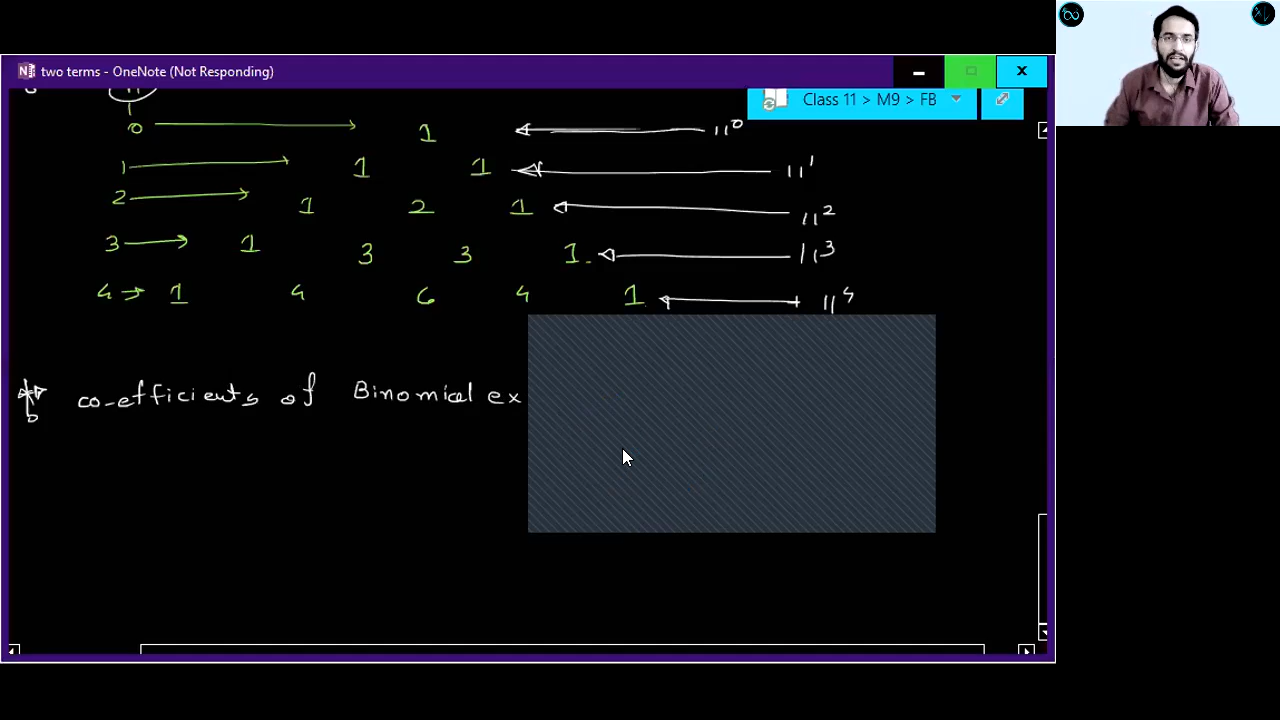 two terms - OneNote (Not Responding)
Class 11 > M9 > FB
0 1 11⁰
1 1 1 11¹
2 1 2 1 11²
3 1 3 3 1 11³
4 1 4 6 4 1 11⁴
co-efficients of Binomial ex